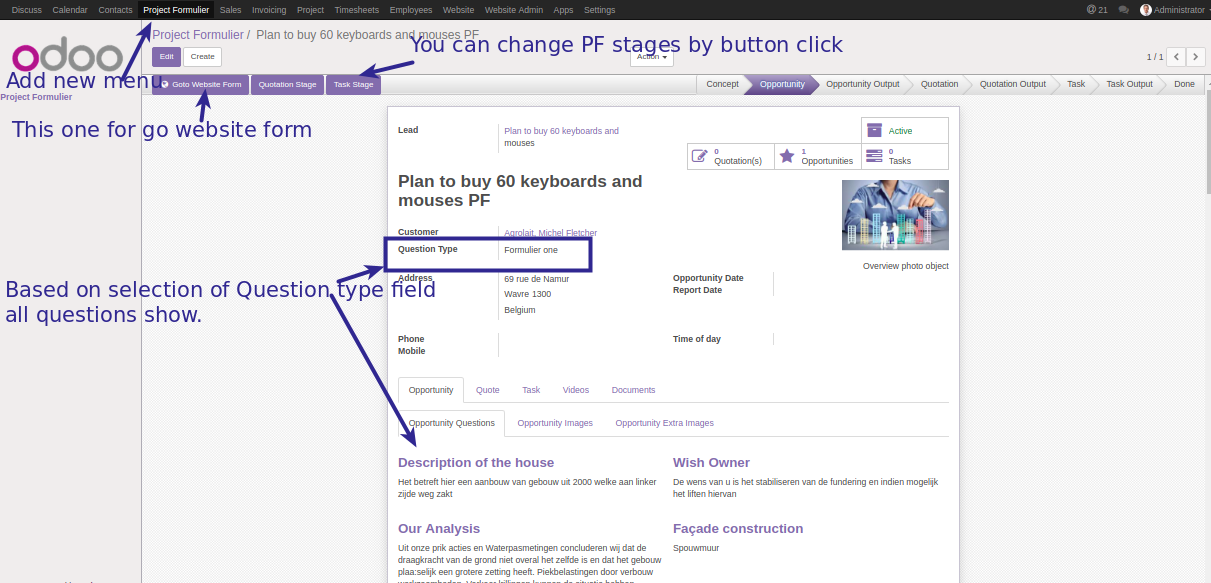 Discuss Calendar Contacts Project Formulier Sales Invoicing Project Timesheets Employees Website Website Admin Apps Settings 21 Administrator
odoo
Project Formulier / Plan to buy 60 keyboards and mouses PF
You can change PF stages by button click
Edit Create
Action
1 / 1
Add new menu
Goto Website Form Quotation Stage Task Stage
Concept Opportunity Opportunity Output Quotation Quotation Output Task Task Output Done
Project Formulier
This one for go website form
Lead
Plan to buy 60 keyboards and
mouses
Active
0 Quotation(s)
1 Opportunities
0 Tasks
Plan to buy 60 keyboards and
mouses PF
Customer Agrolait, Michel Fletcher
Question Type Formulier one
Overview photo object
Address 69 rue de Namur
Wavre 1300
Belgium
Opportunity Date
Report Date
Based on selection of Question type field
all questions show.
Phone
Mobile
Time of day
Opportunity Quote Task Videos Documents
Opportunity Questions Opportunity Images Opportunity Extra Images
Description of the house
Het betreft hier een aanbouw van gebouw uit 2000 welke aan linker
zijde weg zakt
Wish Owner
De wens van u is het stabiliseren van de fundering en indien mogelijk
het liften hiervan
Our Analysis
Uit onze prik acties en Waterpasmetingen concluderen wij dat de
draagkracht van de grond niet overal het zelfde is en dat het gebouw
plaa:selijk een grotere zetting heeft. Piekbelastingen door verbouw
Façade construction
Spouwmuur